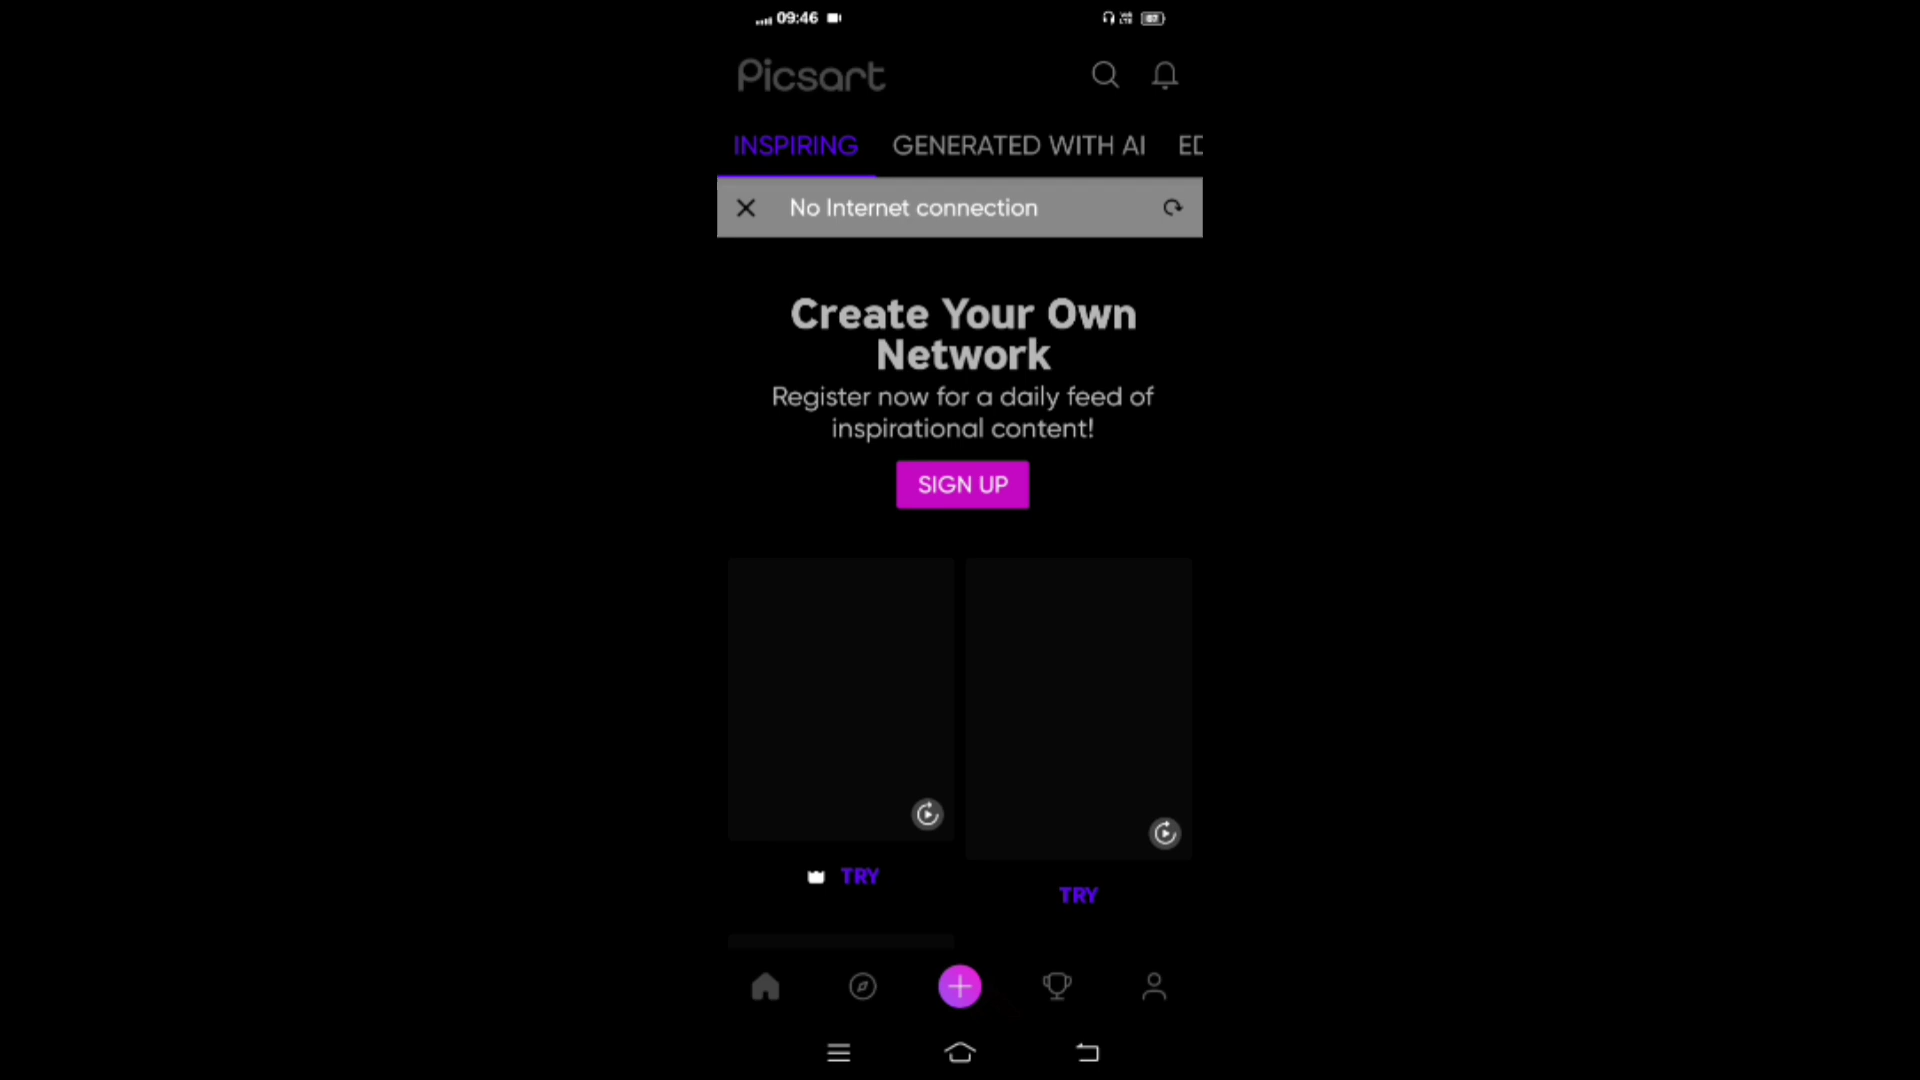 09:46
Picsart
INSPIRING GENERATED WITH AI ED
No Internet connection
Create Your Own
Network
Register now for a daily feed of
inspirational content!
SIGN UP
TRY
TRY